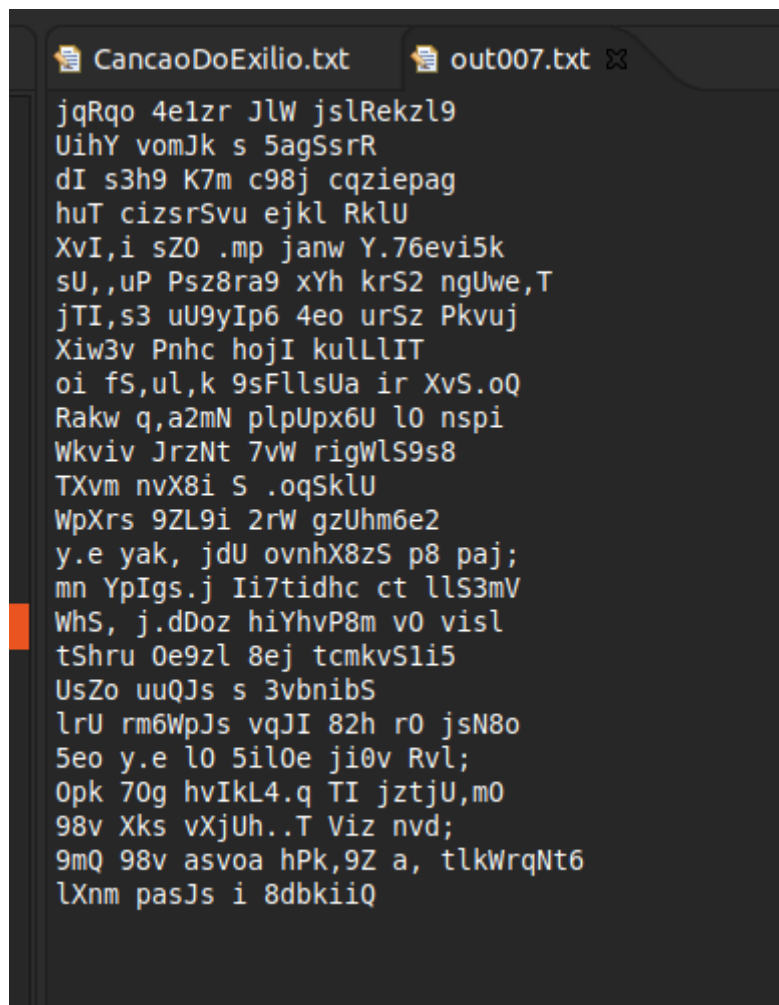 CancaoDoExilio.txt out007.txt
jqRqo 4e1zr JlW jslRekzl9
UihY vomJk s 5agSsrR
dI s3h9 K7m c98j cqziepag
huT cizsrSvu ejkl RklU
XvI,i sZO .mp janw Y.76evi5k
sU,,uP Psz8ra9 xYh krS2 ngUwe,T
jTI,s3 uU9yIp6 4eo urSz Pkvuj
Xiw3v Pnhc hojI kulLlIT
oi fS,ul,k 9sFllsUa ir XvS.oQ
Rakw q,a2mN plpUpx6U lO nspi
Wkviv JrzNt 7vW rigWlS9s8
TXvm nvX8i S .oqSklU
WpXrs 9ZL9i 2rW gzUhm6e2
y.e yak, jdU ovnhX8zS p8 paj;
mn YpIgs.j Ii7tidhc ct llS3mV
WhS, j.dDoz hiYhvP8m vO visl
tShru Oe9zl 8ej tcmkvS1i5
UsZo uuQJs s 3vbnibS
lrU rm6WpJs vqJI 82h rO jsN8o
5eo y.e lO 5ilOe ji0v Rvl;
Opk 7Og hvIkL4.q TI jztjU,mO
98v Xks vXjUh..T Viz nvd;
9mQ 98v asvoa hPk,9Z a, tlkWrqNt6
lXnm pasJs i 8dbkiiQ